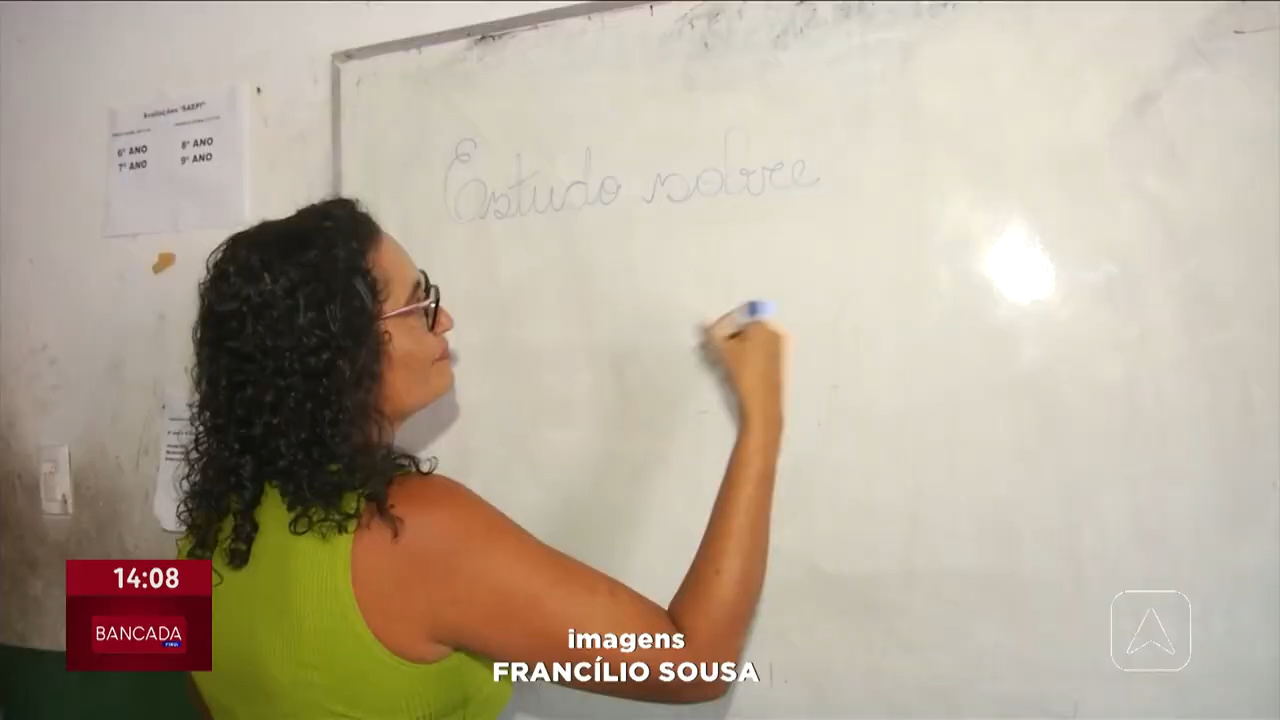 Avaliações "SAEPI"
6º ANO
7º ANO
8º ANO
9º ANO
Estudo sobre
14:08
BANCADA
imagens
FRANCÍLIO SOUSA